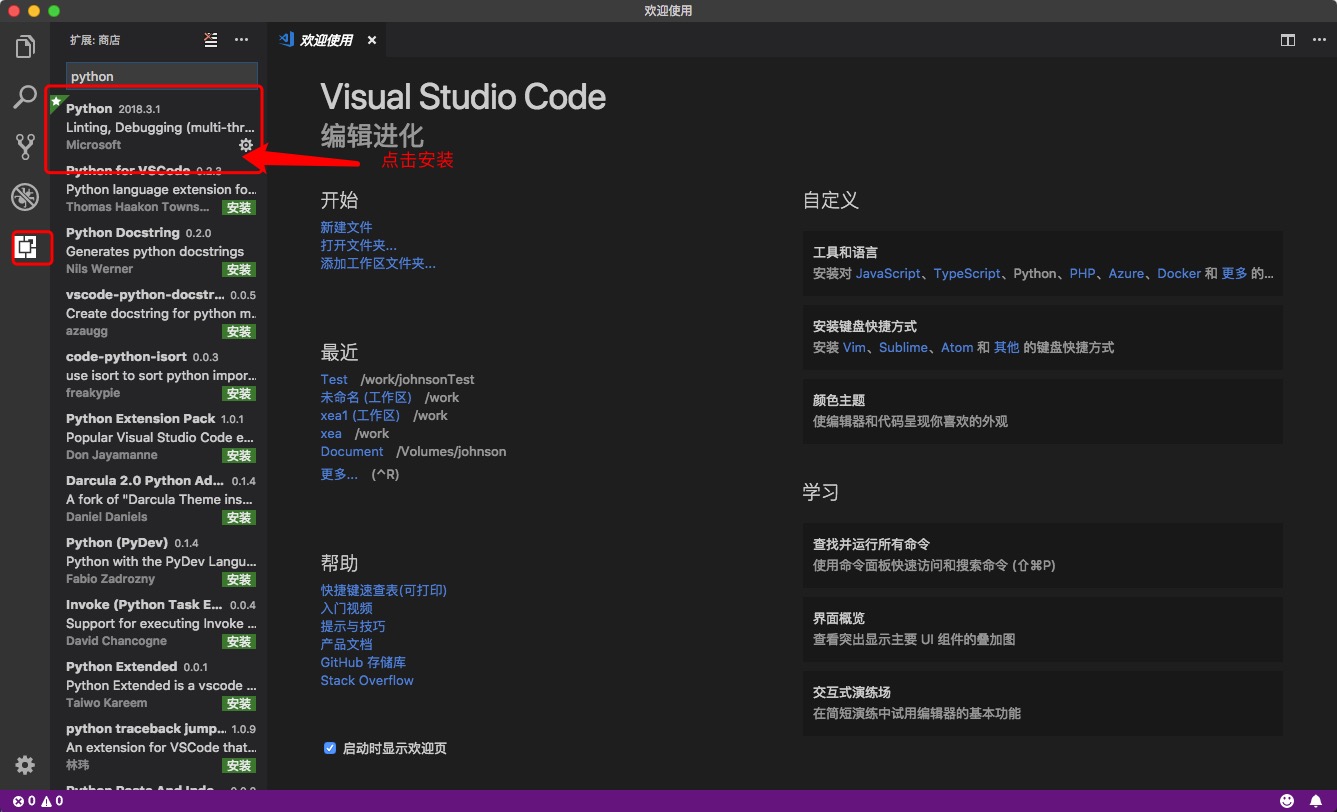 欢迎使用
扩展: 商店
python
Python 2018.3.1
Linting, Debugging (multi-thr...
Microsoft
Python for VSCode 0.2.3
Python language extension fo...
Thomas Haakon Towns... 安装
Python Docstring 0.2.0
Generates python docstrings
Nils Werner 安装
vscode-python-docstr... 0.0.5
Create docstring for python m...
azaugg 安装
code-python-isort 0.0.3
use isort to sort python impor...
freakypie 安装
Python Extension Pack 1.0.1
Popular Visual Studio Code e...
Don Jayamanne 安装
Darcula 2.0 Python Ad... 0.1.4
A fork of "Darcula Theme ins...
Daniel Daniels 安装
Python (PyDev) 0.1.4
Python with the PyDev Langu...
Fabio Zadrozny 安装
Invoke (Python Task E... 0.0.4
Support for executing Invoke ...
David Chancogne 安装
Python Extended 0.0.1
Python Extended is a vscode ...
Taiwo Kareem 安装
python traceback jump... 1.0.9
An extension for VSCode that...
林玮 安装
欢迎使用
Visual Studio Code
编辑进化
点击安装
开始
新建文件
打开文件夹...
添加工作区文件夹...
最近
Test /work/johnsonTest
未命名 (工作区) /work
xea1 (工作区) /work
xea /work
Document /Volumes/johnson
更多... (^R)
帮助
快捷键速查表(可打印)
入门视频
提示与技巧
产品文档
GitHub 存储库
Stack Overflow
启动时显示欢迎页
自定义
工具和语言
安装对 JavaScript、TypeScript、Python、PHP、Azure、Docker 和 更多 的...
安装键盘快捷方式
安装 Vim、Sublime、Atom 和 其他 的键盘快捷方式
颜色主题
使编辑器和代码呈现你喜欢的外观
学习
查找并运行所有命令
使用命令面板快速访问和搜索命令 (⇧⌘P)
界面概览
查看突出显示主要 UI 组件的叠加图
交互式演练场
在简短演练中试用编辑器的基本功能
0 0